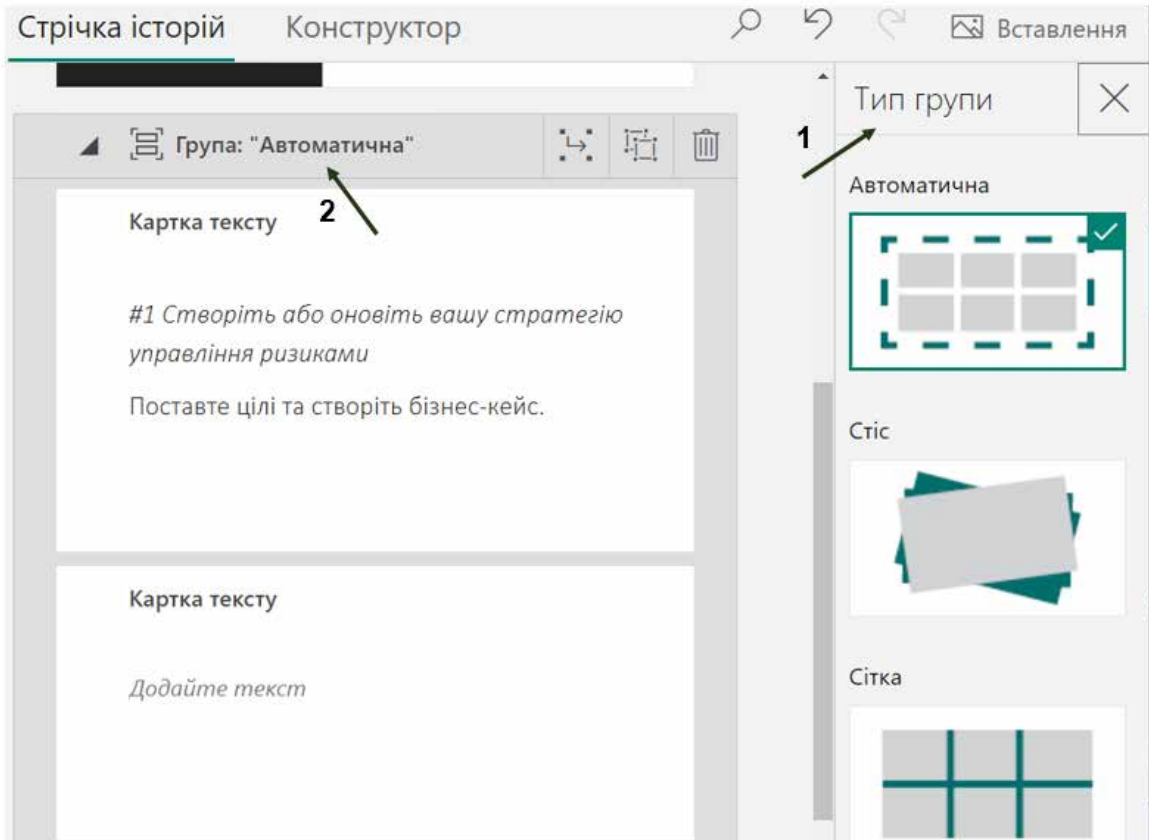 Стрічка історій Конструктор Вставлення
Тип групи
1
Група: "Автоматична"
2
Картка тексту
#1 Створіть або оновіть вашу стратегію
управління ризиками
Поставте цілі та створіть бізнес-кейс.
Картка тексту
Додайте текст
Автоматична
Стіс
Сітка